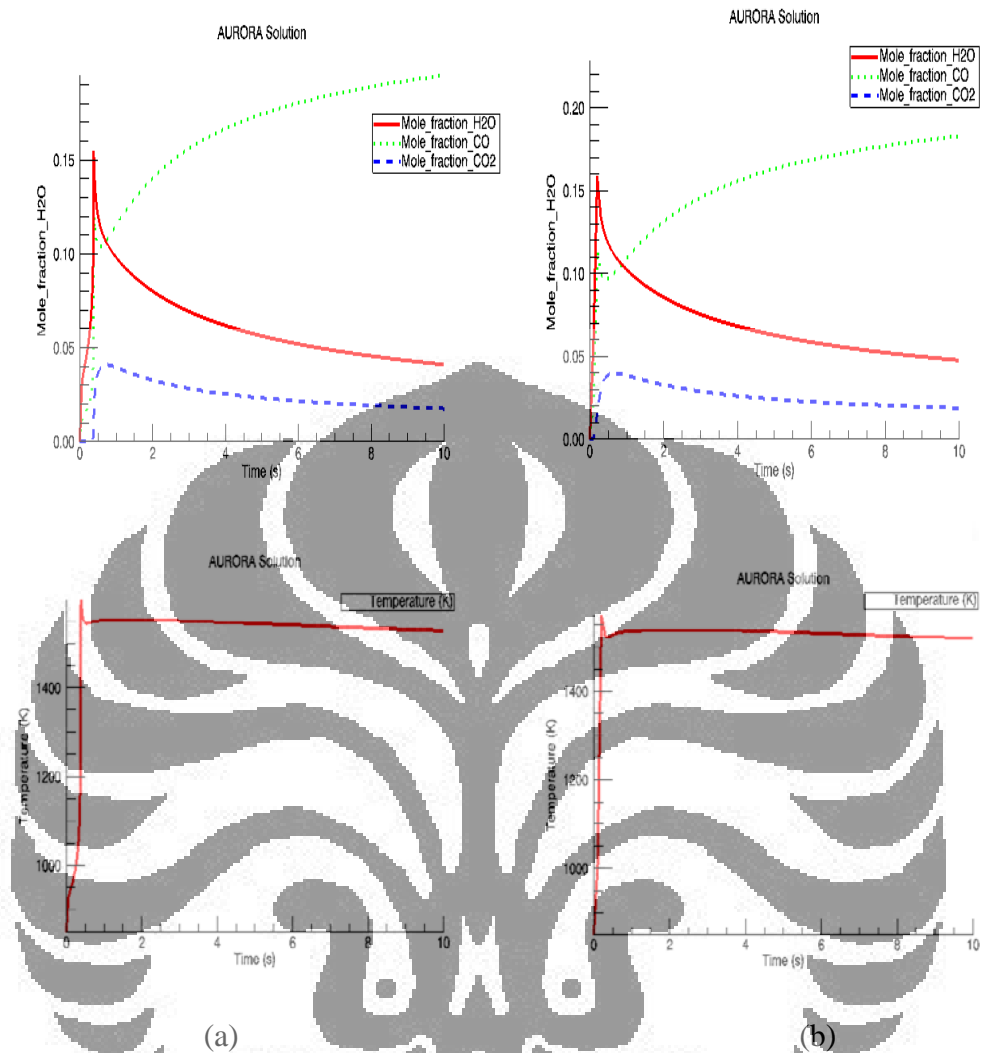 AURORA Solution
Mole_fraction_H2O
Mole_fraction_CO
Mole_fraction_CO2
Mole_fraction_H2O
0.15
0.10
0.05
0.00
0 2 4 6 8 10
Time (s)
AURORA Solution
Mole_fraction_H2O
Mole_fraction_CO
Mole_fraction_CO2
Mole_fraction_H2O
0.20
0.15
0.10
0.05
0.00
0 2 4 6 8 10
Time (s)
AURORA Solution
Temperature (K)
Temperature (K)
1400
1200
1000
0 2 4 6 8 10
Time (s)
AURORA Solution
Temperature (K)
Temperature (K)
1400
1200
1000
0 2 4 6 8 10
Time (s)
(a)
(b)